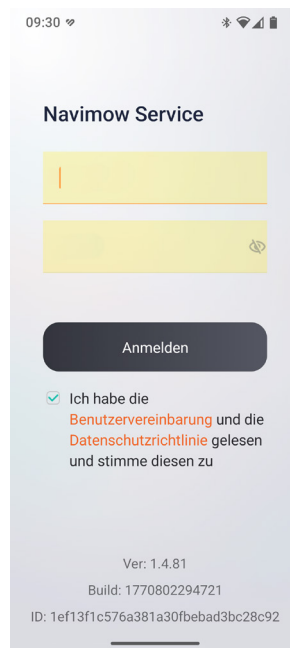 09:30
Navimow Service
Anmelden
Ich habe die
Benutzervereinbarung und die
Datenschutzrichtlinie gelesen
und stimme diesen zu
Ver: 1.4.81
Build: 1770802294721
ID: 1ef13f1c576a381a30fbebad3bc28c92